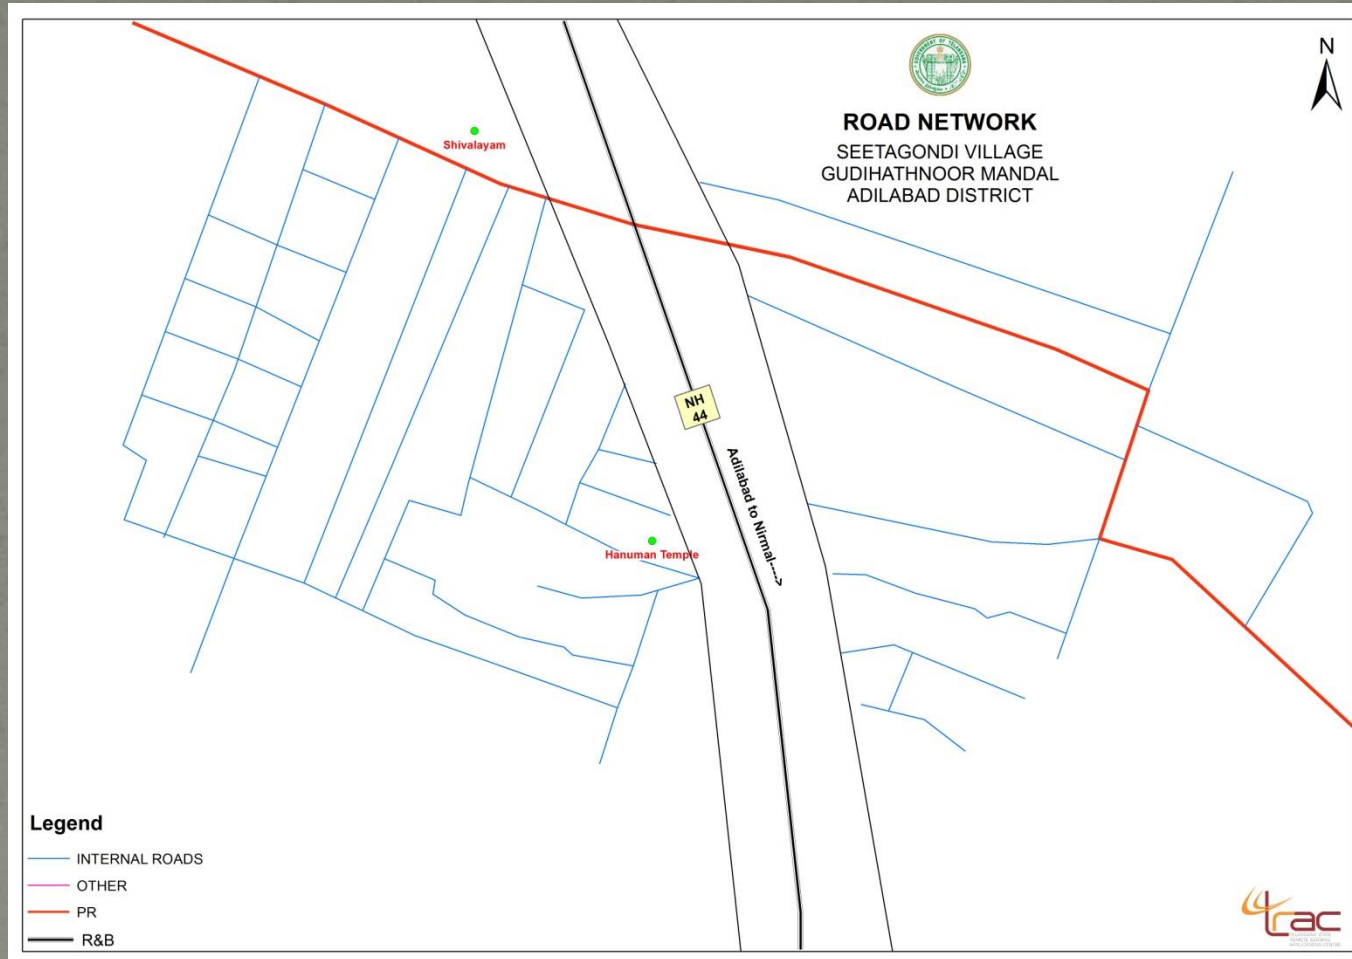 N
ROAD NETWORK
SEETAGONDI VILLAGE
GUDIHATHNOOR MANDAL
ADILABAD DISTRICT
Shivalayam
NH
44
Adilabad to Nirmal---->
Hanuman Temple
Legend
INTERNAL ROADS
OTHER
PR
R&B
trac